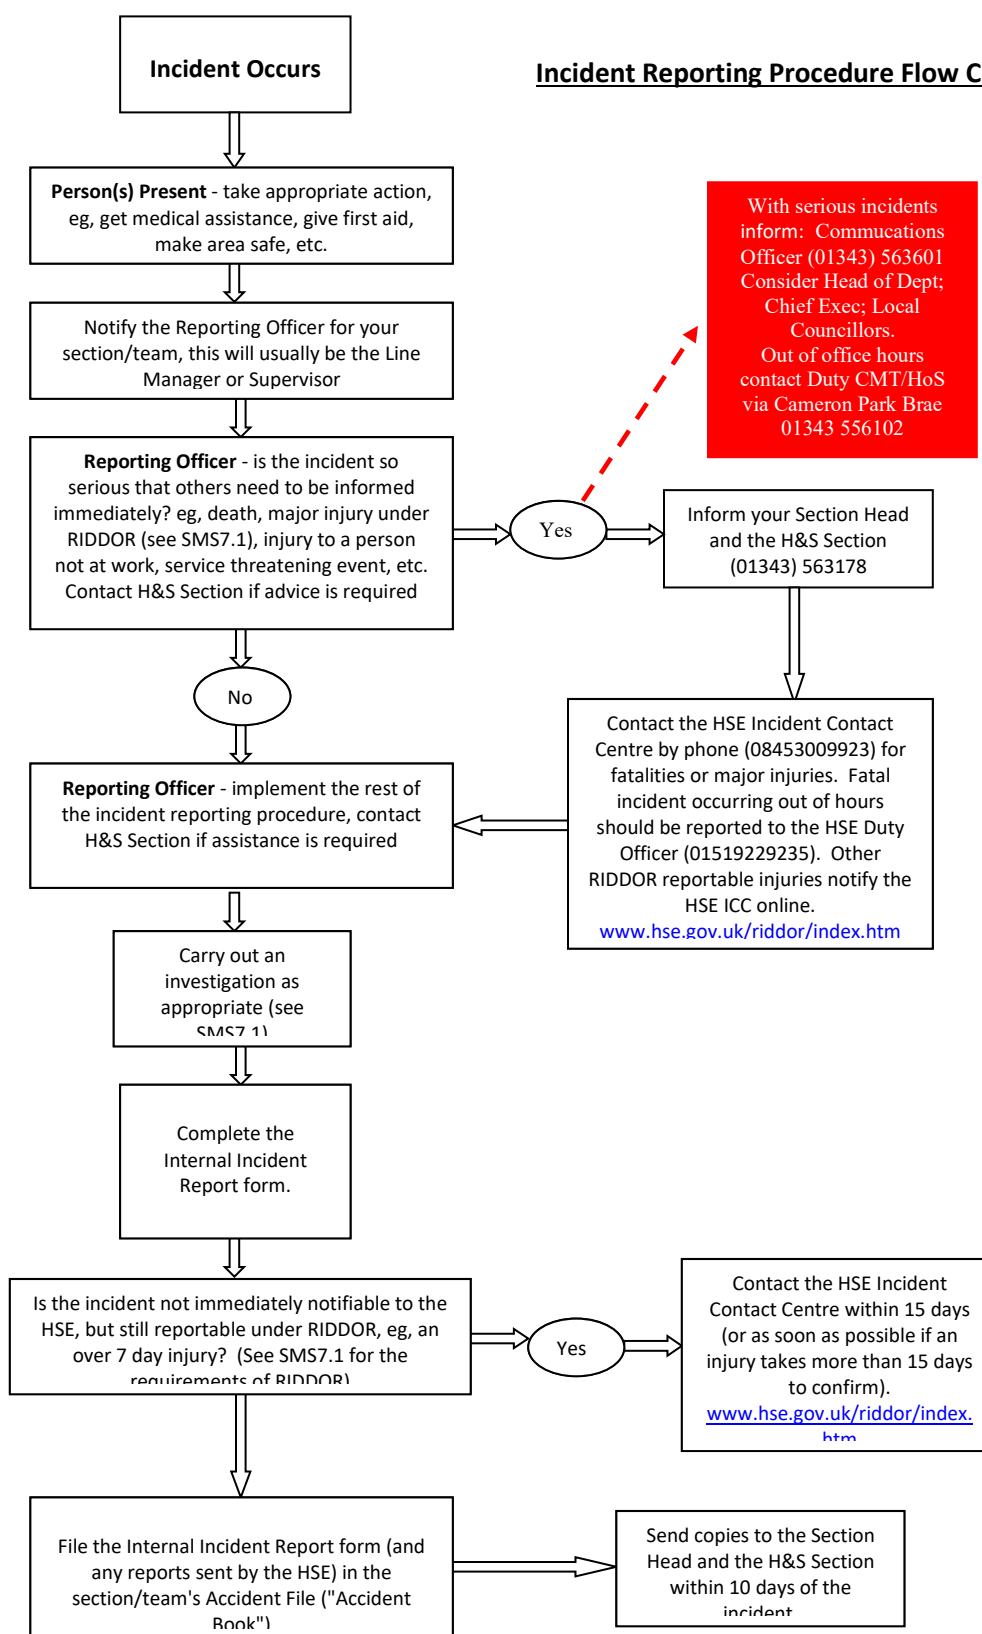 Incident Occurs
Incident Reporting Procedure Flow C
Person(s) Present - take appropriate action,
eg, get medical assistance, give first aid,
make area safe, etc.
With serious incidents
inform: Commucations
Officer (01343) 563601
Consider Head of Dept;
Chief Exec; Local
Councillors.
Out of office hours
contact Duty CMT/HoS
via Cameron Park Brae
01343 556102
Notify the Reporting Officer for your
section/team, this will usually be the Line
Manager or Supervisor
Reporting Officer - is the incident so
serious that others need to be informed
immediately? eg, death, major injury under
RIDDOR (see SMS7.1), injury to a person
not at work, service threatening event, etc.
Contact H&S Section if advice is required
Yes
Inform your Section Head
and the H&S Section
(01343) 563178
No
Contact the HSE Incident Contact
Centre by phone (08453009923) for
fatalities or major injuries. Fatal
incident occurring out of hours
should be reported to the HSE Duty
Officer (01519229235). Other
RIDDOR reportable injuries notify the
HSE ICC online.
www.hse.gov.uk/riddor/index.htm
Reporting Officer - implement the rest of
the incident reporting procedure, contact
H&S Section if assistance is required
Carry out an
investigation as
appropriate (see
SMS7.1)
Complete the
Internal Incident
Report form.
Is the incident not immediately notifiable to the
HSE, but still reportable under RIDDOR, eg, an
over 7 day injury? (See SMS7.1 for the
requirements of RIDDOR)
Yes
Contact the HSE Incident
Contact Centre within 15 days
(or as soon as possible if an
injury takes more than 15 days
to confirm).
www.hse.gov.uk/riddor/index.
htm
File the Internal Incident Report form (and
any reports sent by the HSE) in the
section/team's Accident File ("Accident
Book")
Send copies to the Section
Head and the H&S Section
within 10 days of the
incident